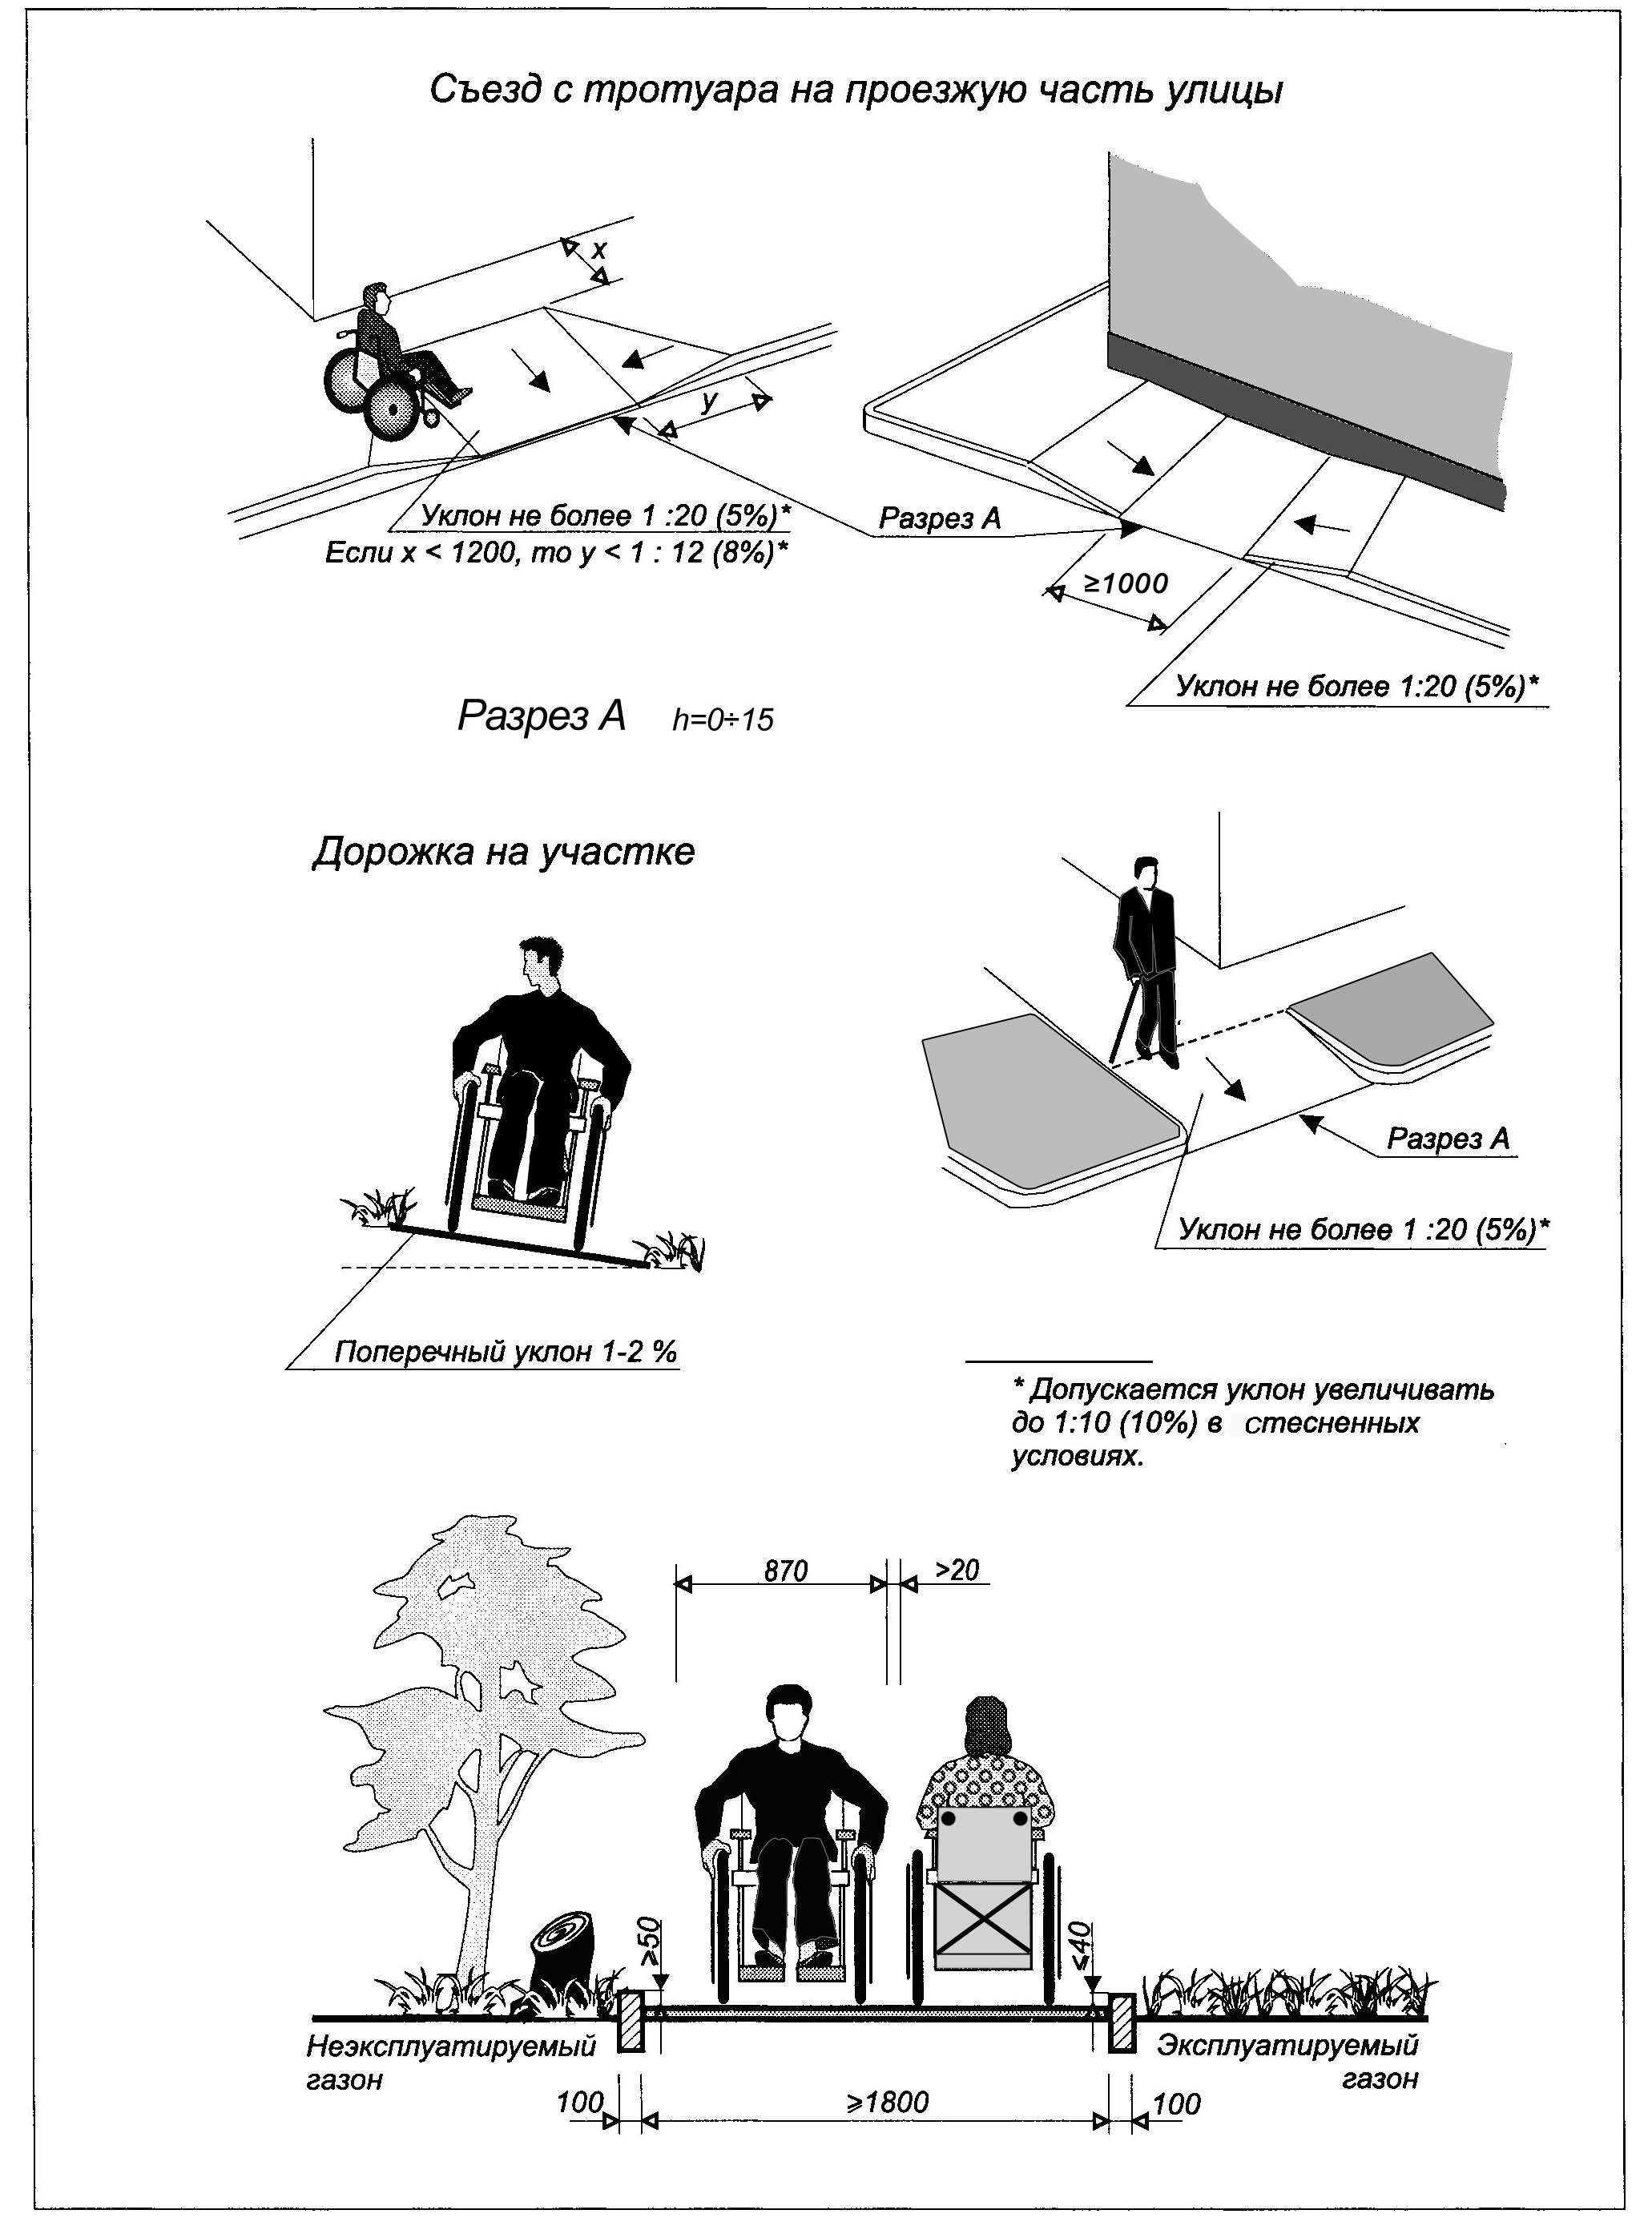 Съезд с тротуара на проезжую часть улицы
x
y
Уклон не более 1 :20 (5%)*
Если x < 1200, то y < 1 : 12 (8%)*
Разрез А
≥1000
Уклон не более 1:20 (5%)*
Разрез А h=0÷15
Дорожка на участке
Поперечный уклон 1-2 %
Разрез А
Уклон не более 1 :20 (5%)*
* Допускается уклон увеличивать
до 1:10 (10%) в стесненных
условиях.
870
>20
≥50
≤40
Неэксплуатируемый
газон
Эксплуатируемый
газон
100
⩾1800
100